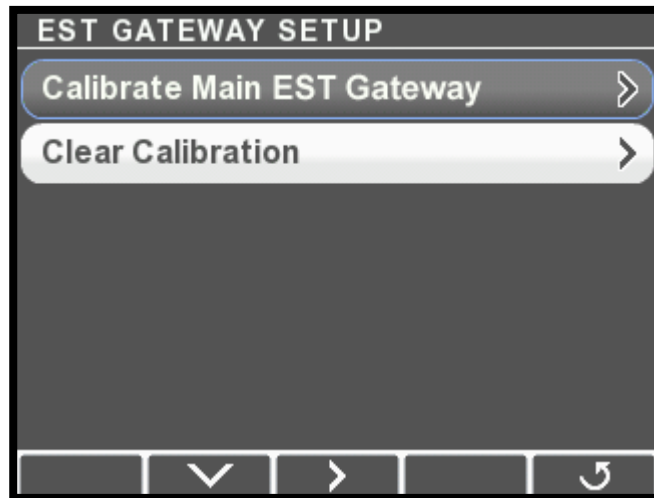 EST GATEWAY SETUP
Calibrate Main EST Gateway
Clear Calibration